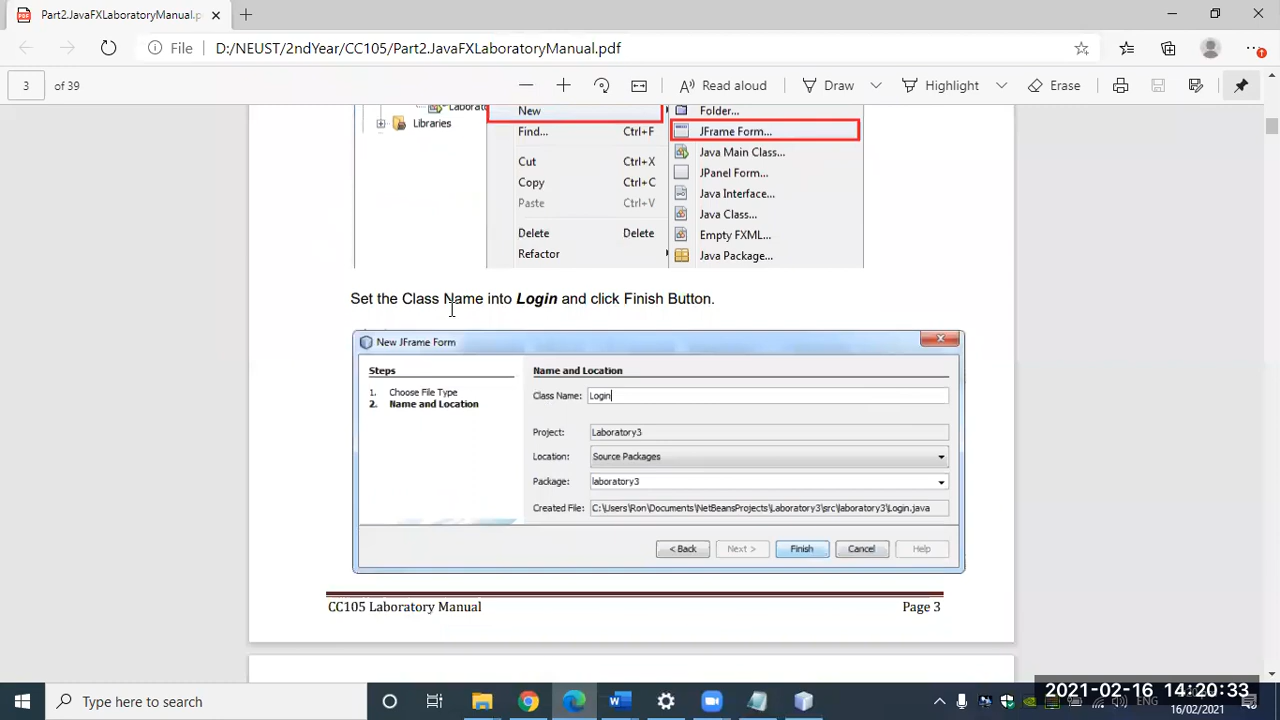 Part2.JavaFXLaboratoryManual.p
File D:/NEUST/2ndYear/CC105/Part2.JavaFXLaboratoryManual.pdf
3 of 39 Read aloud Draw Highlight Erase
New
Folder...
Libraries
Find... Ctrl+F
JFrame Form...
Java Main Class...
Cut Ctrl+X
JPanel Form...
Copy Ctrl+C
Java Interface...
Paste Ctrl+V
Java Class...
Delete Delete
Empty FXML...
Refactor
Java Package...
Set the Class Name into Login and click Finish Button.
New JFrame Form
Steps
Name and Location
1. Choose File Type
2. Name and Location
Class Name: Login
Project: Laboratory3
Location: Source Packages
Package: laboratory3
Created File: C:\Users\Ron\Documents\NetBeansProjects\Laboratory3\src\laboratory3\Login.java
< Back Next > Finish Cancel Help
CC105 Laboratory Manual Page 3
Type here to search
ENG
2021-02-16 14:20:33
16/02/2021